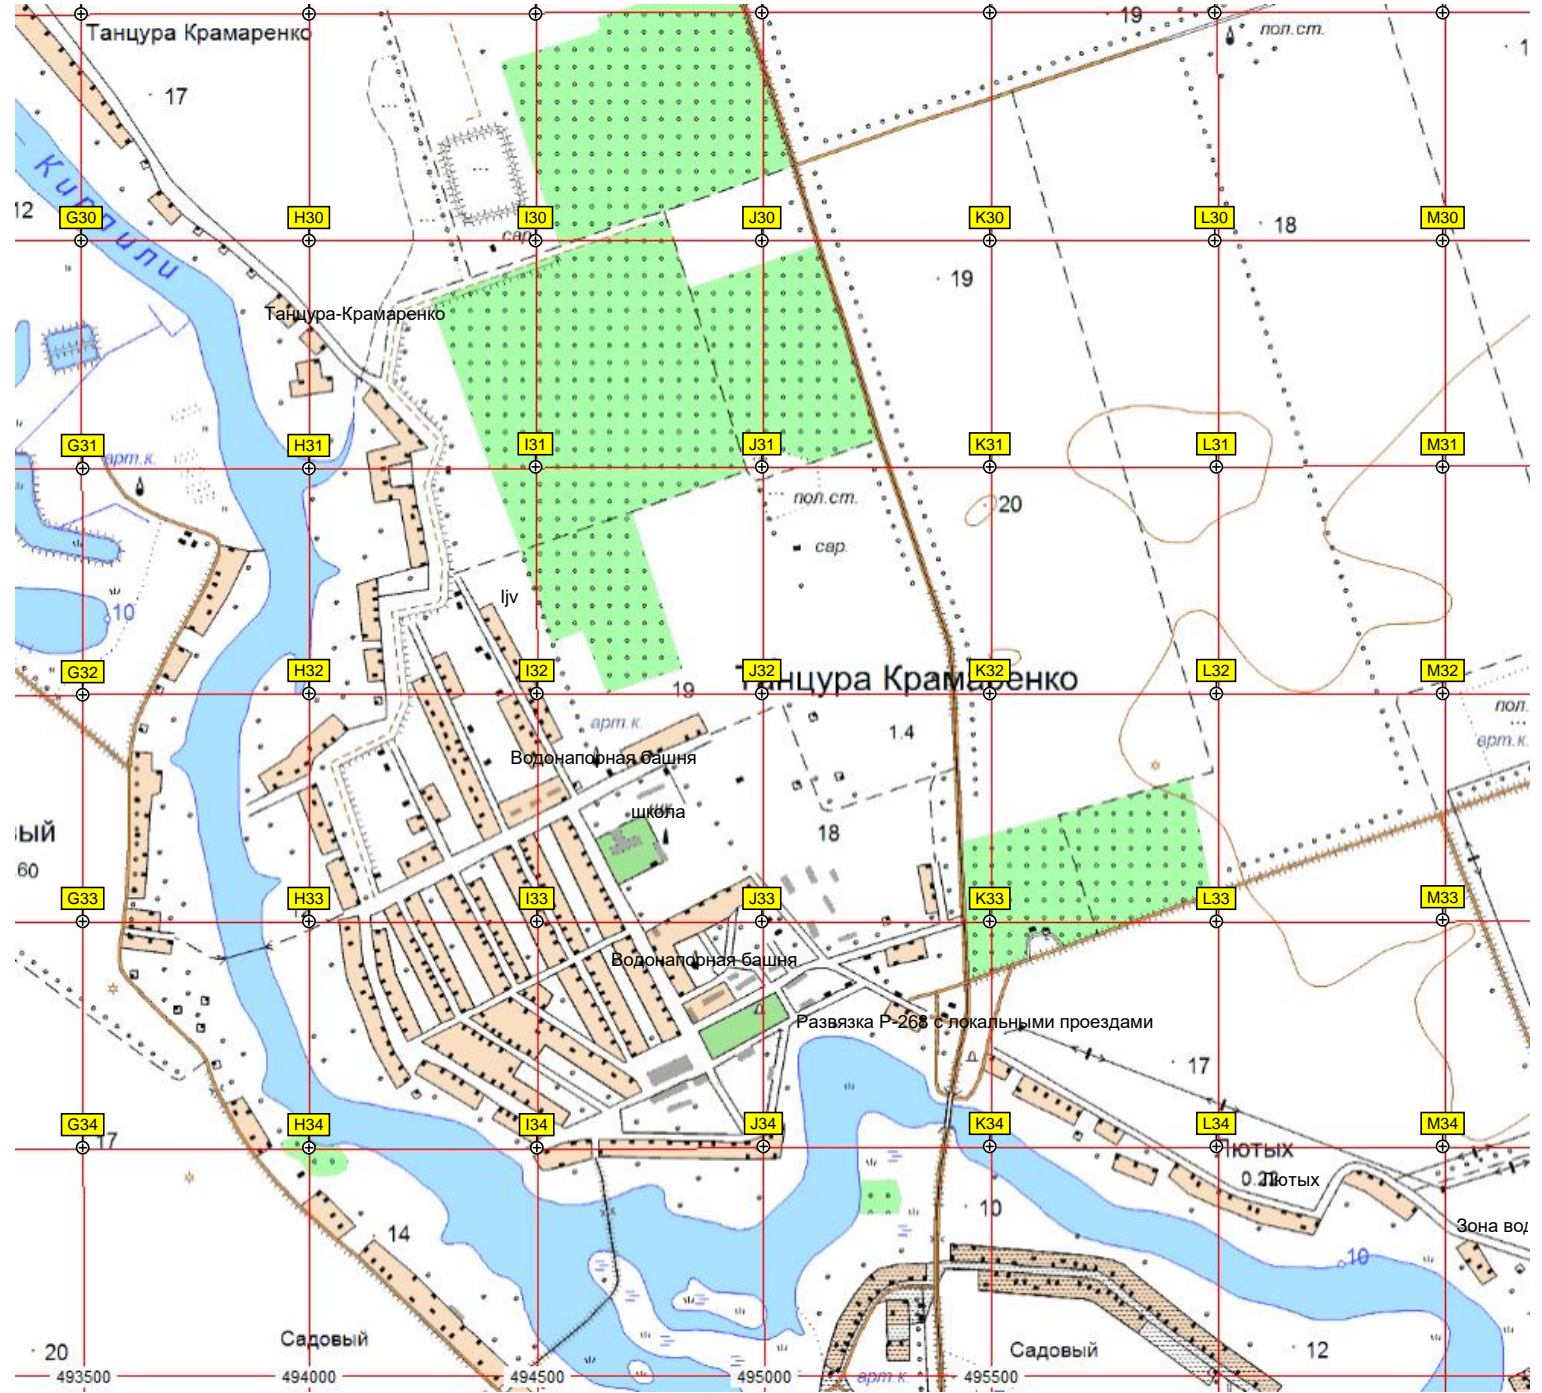 Танцура Крамаренко
19
пол.ст.
17
Кирпили
12
G30
H30
I30
J30
K30
L30
M30
18
сар.
19
Танцура-Крамаренко
G31
H31
I31
J31
K31
L31
M31
арт.к.
пол.ст.
20
сар.
ljv
10
G32
H32
I32
J32
K32
L32
M32
Танцура Крамаренко
19
арт.к.
1.4
пол.
арт.к.
Водонапорная башня
школа
18
60
G33
H33
I33
J33
K33
L33
M33
Водонапорная башня
Развязка Р-268 с локальными проездами
17
G34
H34
I34
J34
K34
L34
M34
17
Лютых
Лютых
10
14
Зона вод
10
Садовый
Садовый
12
20
арт.к.
493500
494000
494500
495000
495500